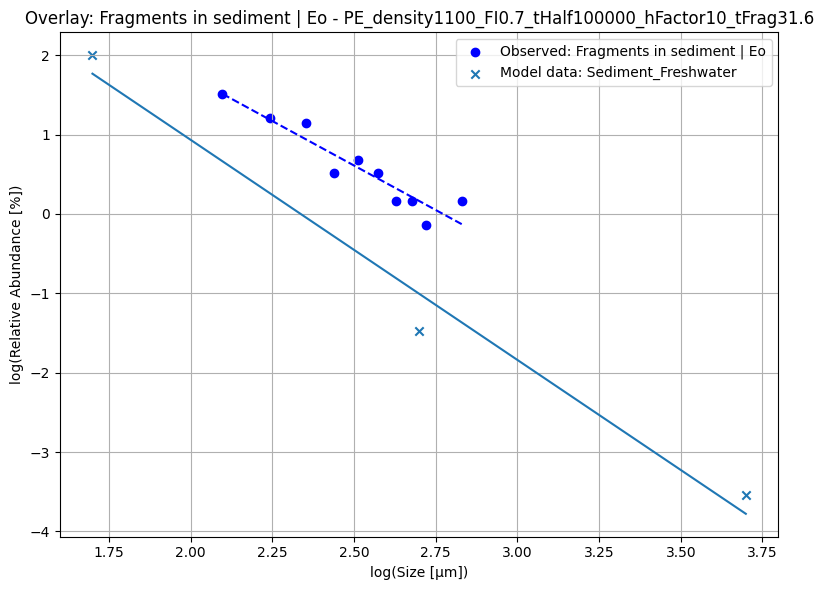 Overlay: Fragments in sediment | Eo - PE_density1100_FI0.7_tHalf100000_hFactor10_tFrag31.6
Observed: Fragments in sediment | Eo
Model data: Sediment_Freshwater
log(Relative Abundance [%])
2
1
0
−1
−2
−3
−4
1.75 2.00 2.25 2.50 2.75 3.00 3.25 3.50 3.75
log(Size [μm])